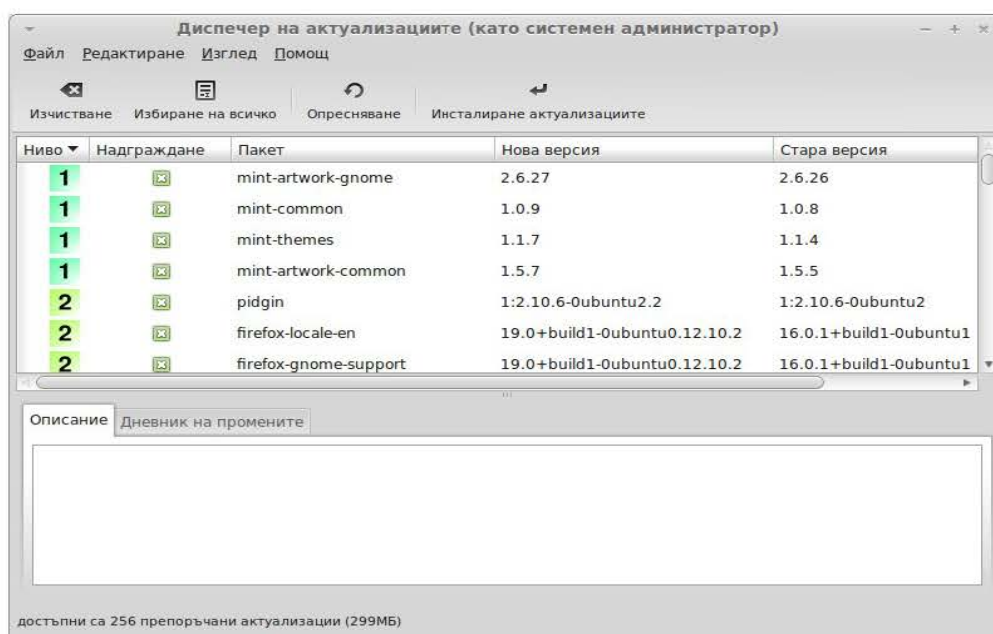 Диспечер на актуализациите (като системен администратор)
Файл Редактиране Изглед Помощ
Изчистване Избиране на всичко Опресняване Инсталиране актуализациите
Ниво Надграждане Пакет Нова версия Стара версия
1 mint-artwork-gnome 2.6.27 2.6.26
1 mint-common 1.0.9 1.0.8
1 mint-themes 1.1.7 1.1.4
1 mint-artwork-common 1.5.7 1.5.5
2 pidgin 1:2.10.6-0ubuntu2.2 1:2.10.6-0ubuntu2
2 firefox-locale-en 19.0+build1-0ubuntu0.12.10.2 16.0.1+build1-0ubuntu1
2 firefox-gnome-support 19.0+build1-0ubuntu0.12.10.2 16.0.1+build1-0ubuntu1
Описание Дневник на промените
достъпни са 256 препоръчани актуализации (299МБ)